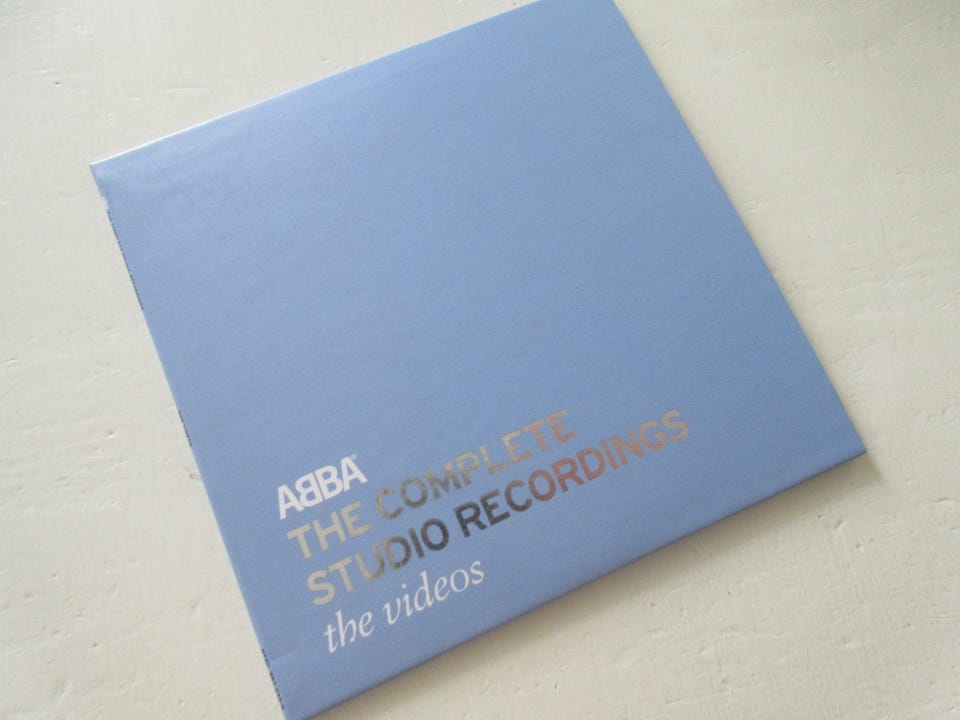 ABBA®
THE COMPLETE
STUDIO RECORDINGS
the videos